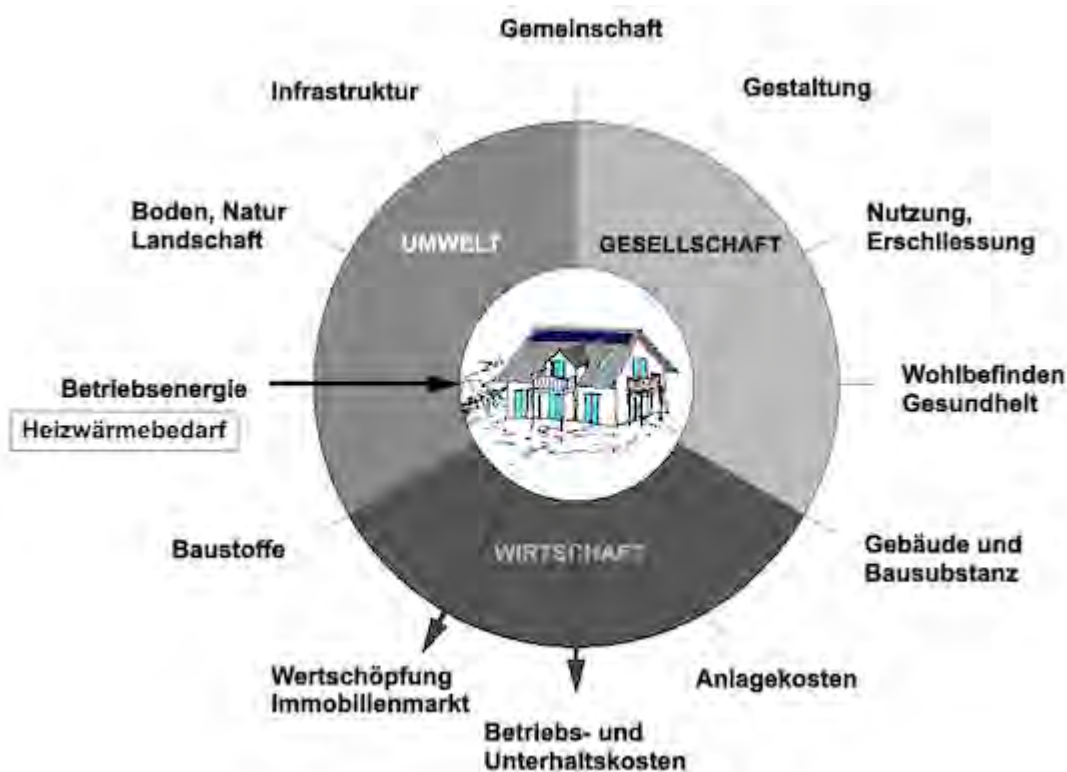 Gemeinschaft
Infrastruktur
Gestaltung
Boden, Natur
Landschaft
UMWELT
GESELLSCHAFT
Nutzung,
Erschliessung
Betriebsenergie
Heizwärmebedarf
Wohlbefinden
Gesundheit
Baustoffe
WIRTSCHAFT
Gebäude und
Bausubstanz
Wertschöpfung
Immobilienmarkt
Anlagekosten
Betriebs- und
Unterhaltskosten